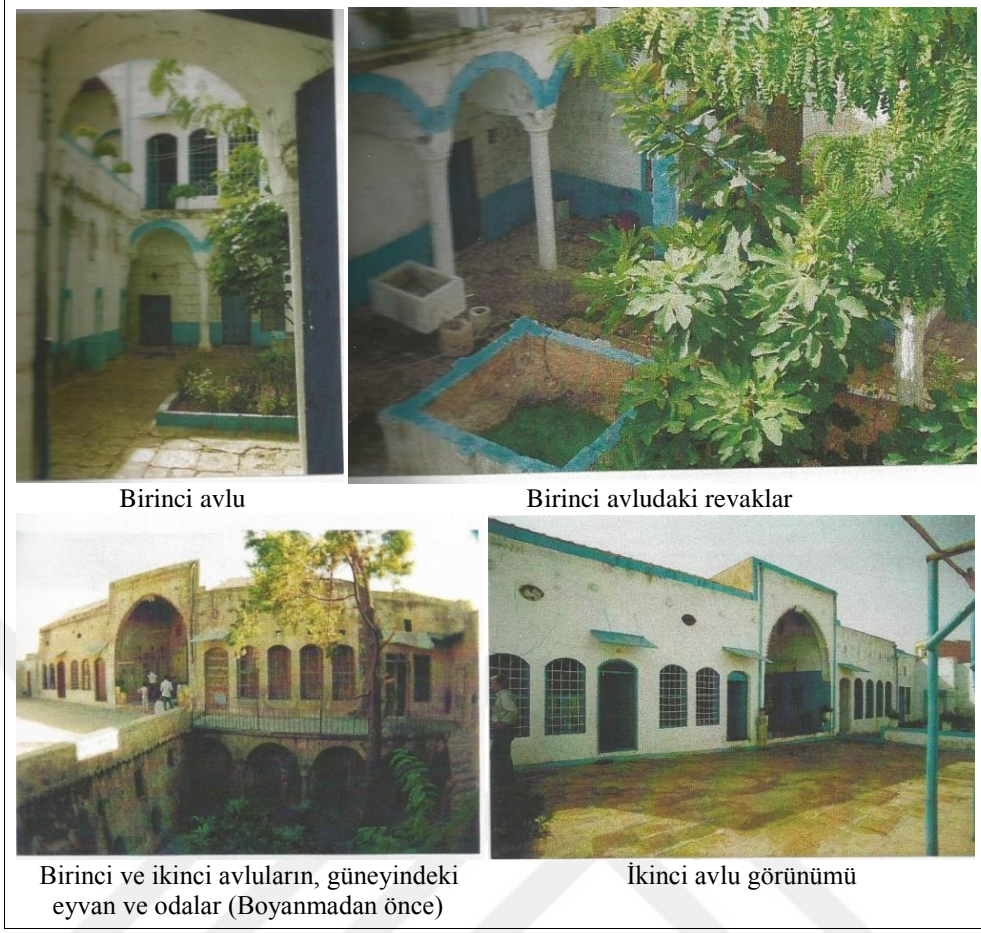 Birinci avlu
Birinci avludaki revaklar
Birinci ve ikinci avluların, güneyindeki
eyvan ve odalar (Boyanmadan önce)
İkinci avlu görünümü